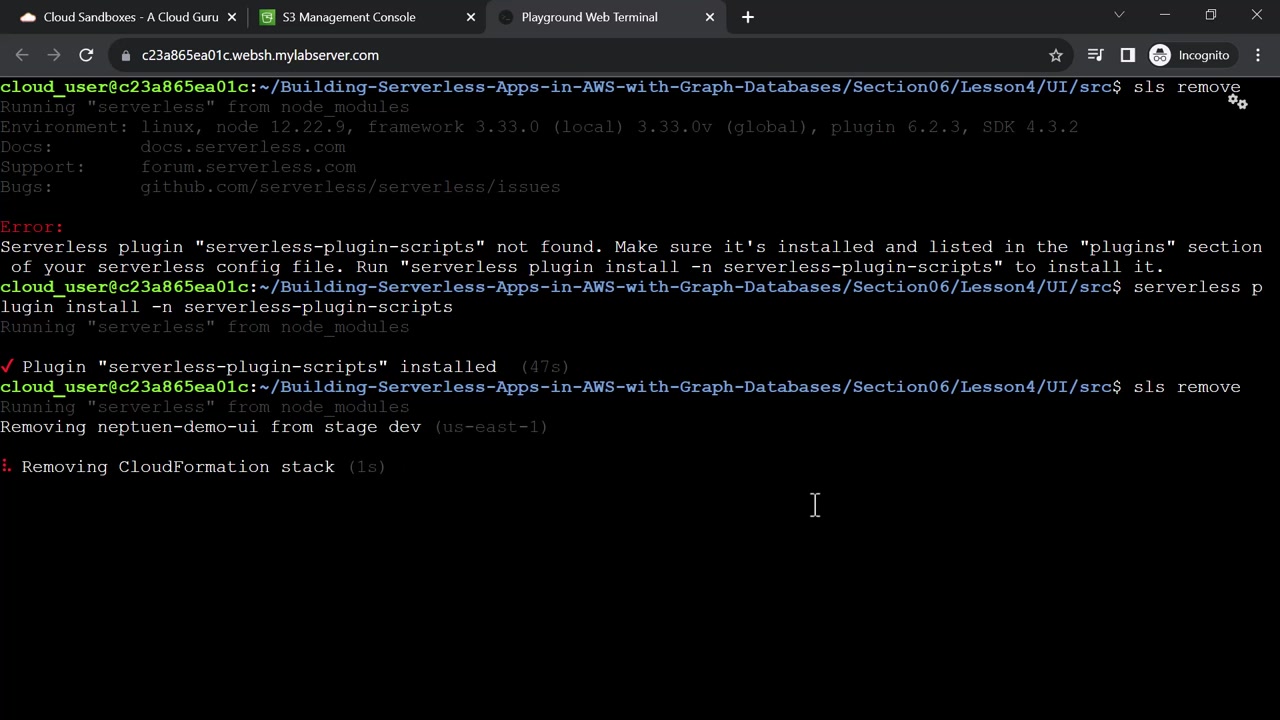 Cloud Sandboxes - A Cloud Guru
S3 Management Console
Playground Web Terminal
c23a865ea01c.websh.mylabserver.com
Incognito
cloud_user@c23a865ea01c:~/Building-Serverless-Apps-in-AWS-with-Graph-Databases/Section06/Lesson4/UI/src$ sls remove
Running "serverless" from node_modules
Environment: linux, node 12.22.9, framework 3.33.0 (local) 3.33.0v (global), plugin 6.2.3, SDK 4.3.2
Docs: docs.serverless.com
Support: forum.serverless.com
Bugs: github.com/serverless/serverless/issues
Error:
Serverless plugin "serverless-plugin-scripts" not found. Make sure it's installed and listed in the "plugins" section
of your serverless config file. Run "serverless plugin install -n serverless-plugin-scripts" to install it.
cloud_user@c23a865ea01c:~/Building-Serverless-Apps-in-AWS-with-Graph-Databases/Section06/Lesson4/UI/src$ serverless p
lugin install -n serverless-plugin-scripts
Running "serverless" from node_modules
✓ Plugin "serverless-plugin-scripts" installed (47s)
cloud_user@c23a865ea01c:~/Building-Serverless-Apps-in-AWS-with-Graph-Databases/Section06/Lesson4/UI/src$ sls remove
Running "serverless" from node_modules
Removing neptuen-demo-ui from stage dev (us-east-1)
Removing CloudFormation stack (1s)